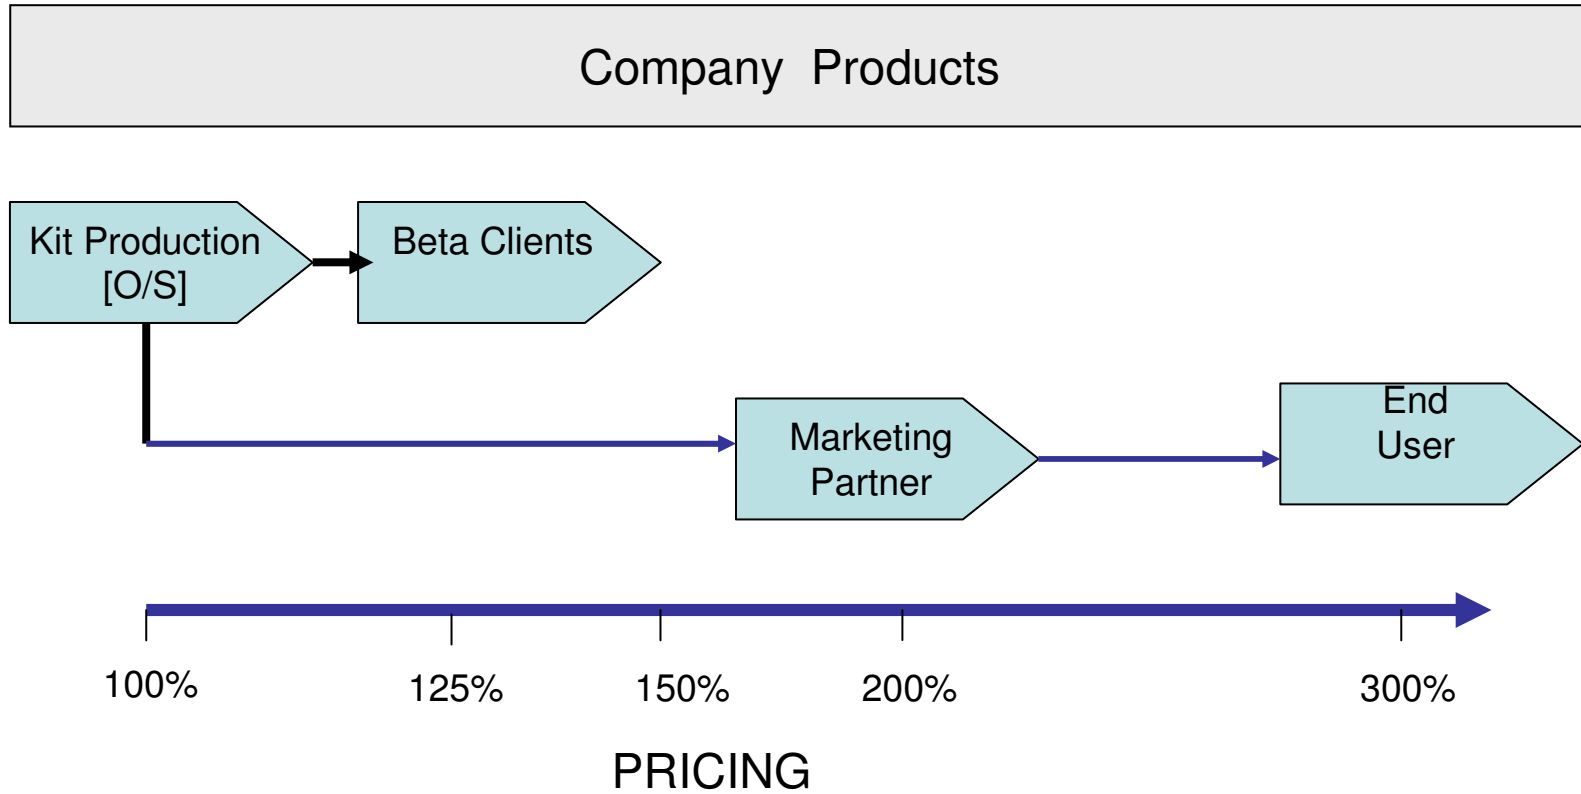 Company Products
Kit Production
[O/S]
Beta Clients
Marketing
Partner
End
User
100%
125%
150%
200%
300%
PRICING